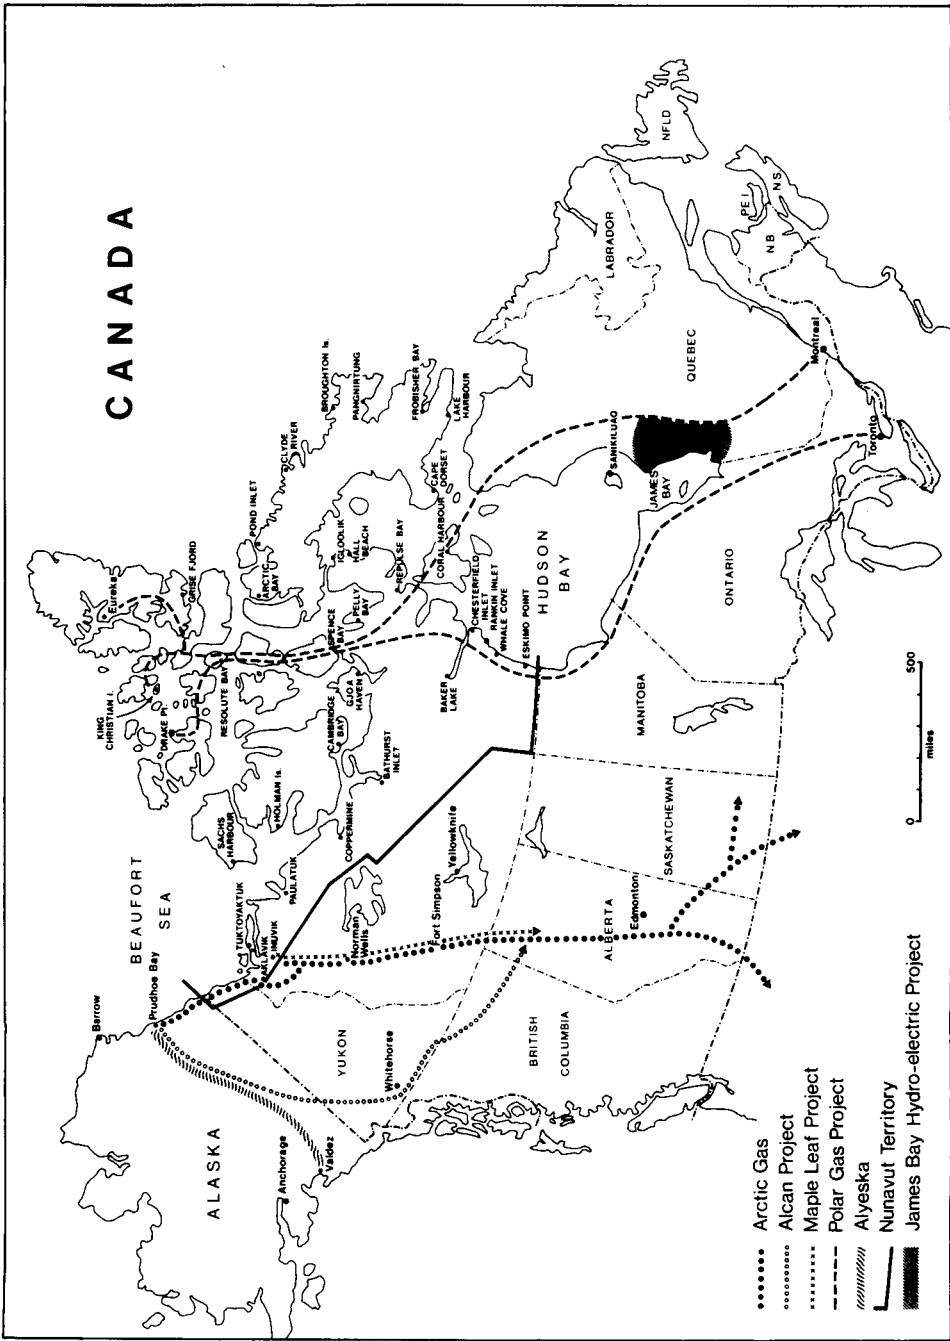 CANADA
BEAUFORT
SEA
Barrow
Prudhoe Bay
ALASKA
Anchorage
Valdez
YUKON
Whitehorse
BRITISH
COLUMBIA
TUKTOYAKTUK
AKLAVIK
INUVIK
PAULATUK
SACHS
HARBOUR
HOLMAN Is.
COPPERMINE
Norman
Wells
Fort Simpson
Yellowknife
CAMBRIDGE
BAY
BATHURST
INLET
GJOA
HAVEN
SPENCE
BAY
PELLY
BAY
KING
CHRISTIAN I.
DRAKE Pt.
RESOLUTE BAY
Eureka
GRISE FJORD
ARCTIC
BAY
POND INLET
CLYDE
RIVER
IGLOOLIK
HALL
BEACH
REPULSE BAY
BROUGHTON Is.
PANGNIRTUNG
FROBISHER BAY
LAKE
HARBOUR
CAPE
DORSET
CORAL HARBOUR
CHESTERFIELD
INLET
RANKIN INLET
WHALE COVE
ESKIMO POINT
BAKER
LAKE
HUDSON
BAY
SANIKILUAQ
JAMES
BAY
ALBERTA
Edmonton
SASKATCHEWAN
MANITOBA
ONTARIO
QUEBEC
LABRADOR
NFLD
P.E.I.
N.B.
N.S.
Montreal
Toronto
0 500
miles
Arctic Gas
Alcan Project
Maple Leaf Project
Polar Gas Project
Alyeska
Nunavut Territory
James Bay Hydro-electric Project